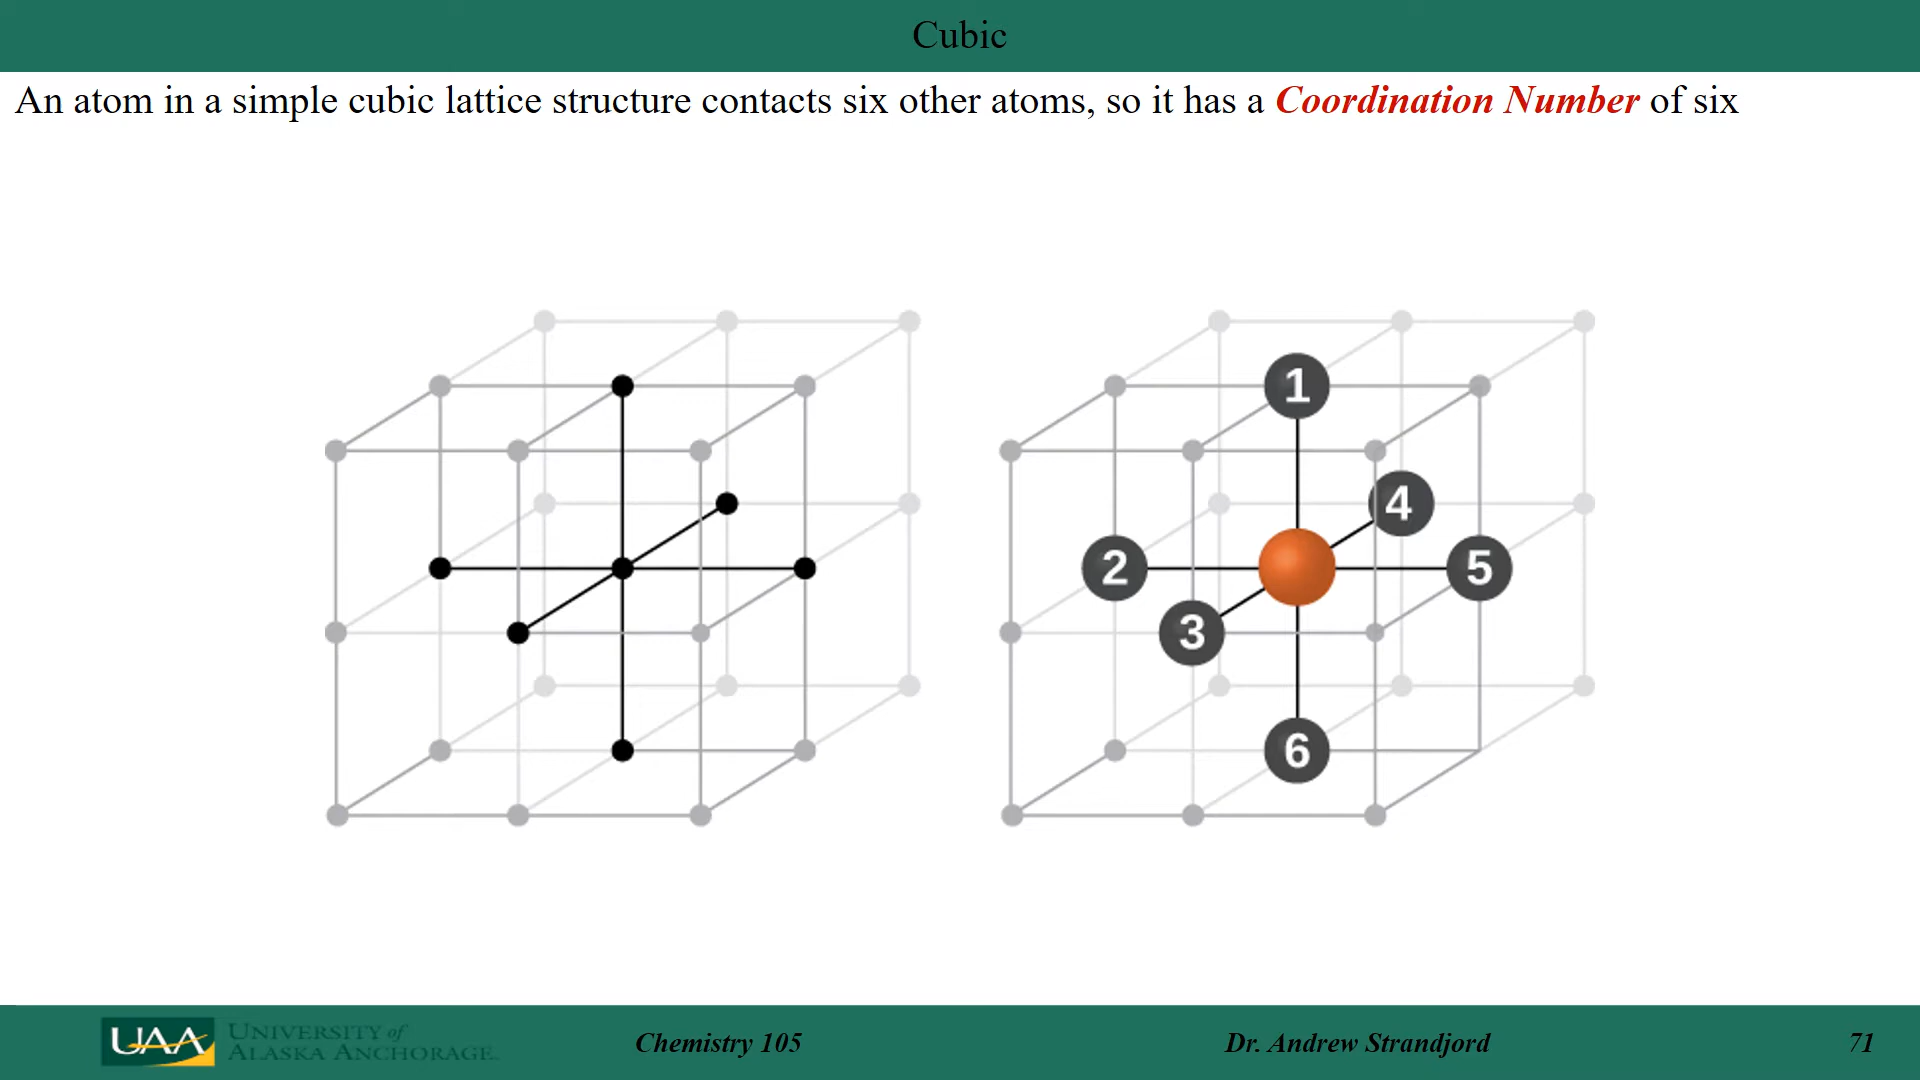 Cubic
An atom in a simple cubic lattice structure contacts six other atoms, so it has a Coordination Number of six
1
4
2
5
3
6
UAA
UNIVERSITY of
ALASKA ANCHORAGE.
Chemistry 105
Dr. Andrew Strandjord
71